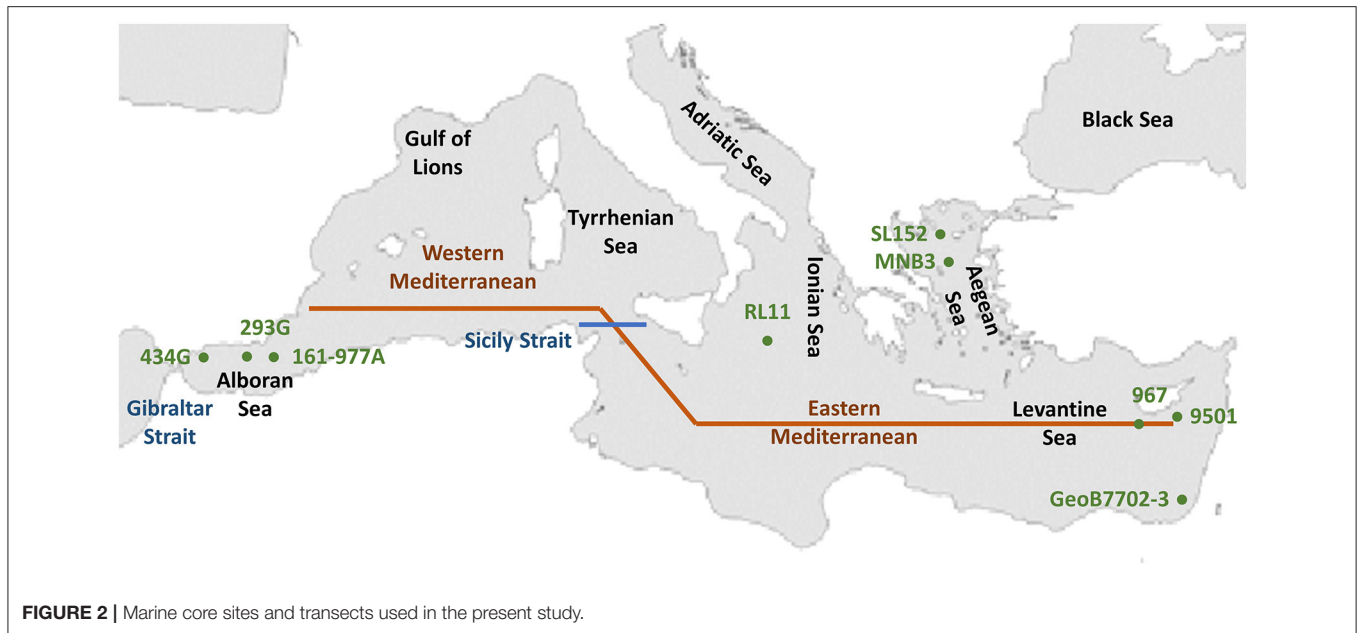 Gulf of
Lions
Adriatic Sea
Black Sea
Tyrrhenian
Sea
Western
Mediterranean
SL152
MNB3
Ionian Sea
Aegean
Sea
RL11
293G
434G
161-977A
Sicily Strait
Alboran
Sea
Gibraltar
Strait
Eastern
Mediterranean
Levantine
Sea
967
9501
GeoB7702-3
FIGURE 2 | Marine core sites and transects used in the present study.